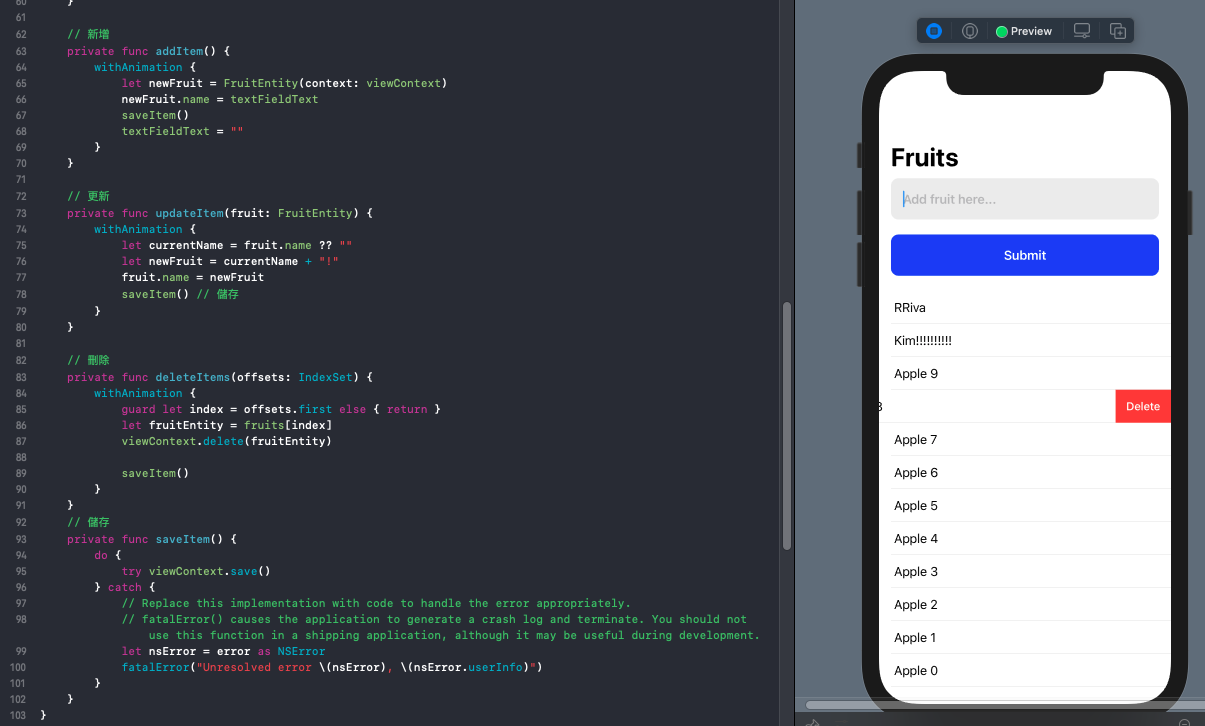 60 }
61
62 // 新增
63 private func addItem() {
64 withAnimation {
65 let newFruit = FruitEntity(context: viewContext)
66 newFruit.name = textFieldText
67 saveItem()
68 textFieldText = ""
69 }
70 }
71
72 // 更新
73 private func updateItem(fruit: FruitEntity) {
74 withAnimation {
75 let currentName = fruit.name ?? ""
76 let newFruit = currentName + "!"
77 fruit.name = newFruit
78 saveItem() // 儲存
79 }
80 }
81
82 // 刪除
83 private func deleteItems(offsets: IndexSet) {
84 withAnimation {
85 guard let index = offsets.first else { return }
86 let fruitEntity = fruits[index]
87 viewContext.delete(fruitEntity)
88
89 saveItem()
90 }
91 }
92 // 儲存
93 private func saveItem() {
94 do {
95 try viewContext.save()
96 } catch {
97 // Replace this implementation with code to handle the error appropriately.
98 // fatalError() causes the application to generate a crash log and terminate. You should not
use this function in a shipping application, although it may be useful during development.
99 let nsError = error as NSError
100 fatalError("Unresolved error \(nsError), \(nsError.userInfo)")
101 }
102 }
103 }
Preview
Fruits
Add fruit here...
Submit
RRiva
Kim!!!!!!!!!!
Apple 9
Delete
Apple 7
Apple 6
Apple 5
Apple 4
Apple 3
Apple 2
Apple 1
Apple 0